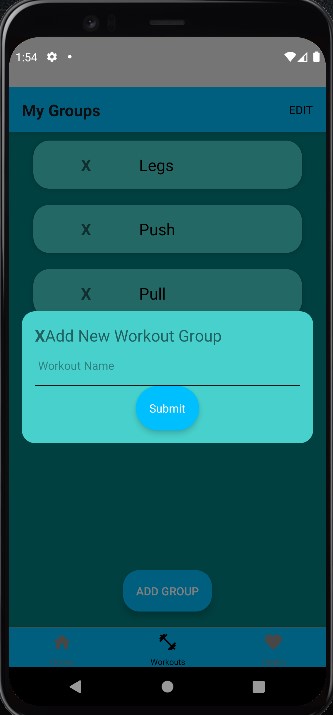 1:54
My Groups EDIT
X Legs
X Push
X Pull
XAdd New Workout Group
Workout Name
Submit
ADD GROUP
Workouts